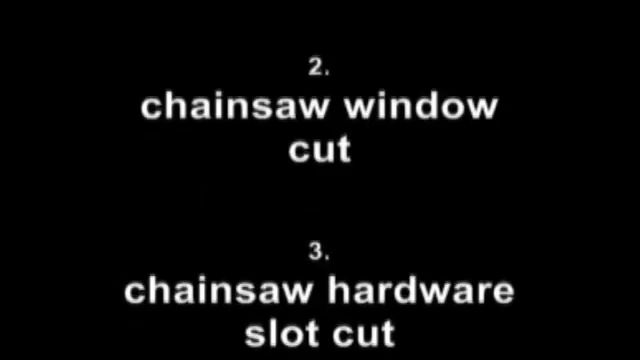 2.
chainsaw window
cut
3.
chainsaw hardware
slot cut